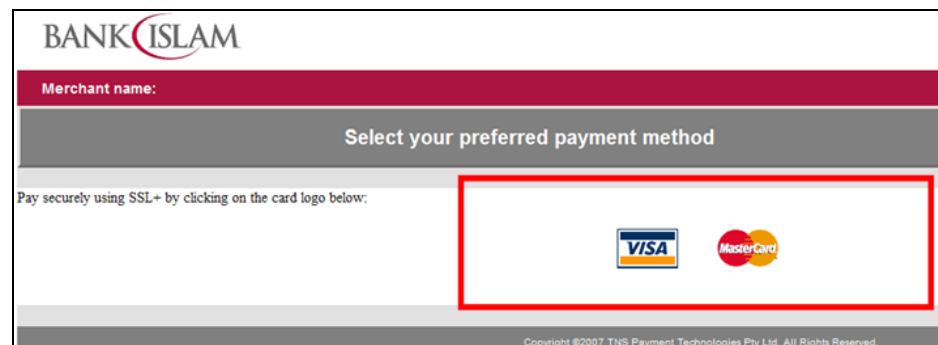 BANK ISLAM
Merchant name:
Select your preferred payment method
Pay securely using SSL+ by clicking on the card logo below:
VISA MasterCard
Copyright ©2007 TNS Payment Technologies Pty Ltd. All Rights Reserved.